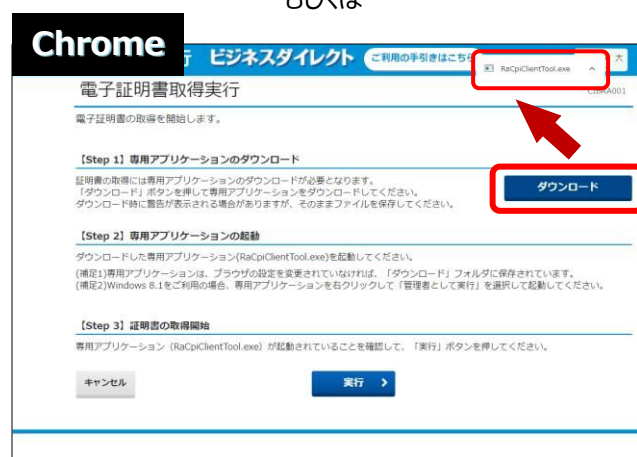 もしくは
Chrome
行 ビジネスダイレクト ご利用の手引きはこちら
RaCpiClientTool.exe
大
電子証明書取得実行
CIBRA001
電子証明書の取得を開始します。
【Step 1】専用アプリケーションのダウンロード
証明書の取得には専用アプリケーションのダウンロードが必要となります。
「ダウンロード」ボタンを押して専用アプリケーションをダウンロードしてください。
ダウンロード時に警告が表示される場合がありますが、そのままファイルを保存してください。
ダウンロード
【Step 2】専用アプリケーションの起動
ダウンロードした専用アプリケーション(RaCpiClientTool.exe)を起動してください。
(補足1)専用アプリケーションは、ブラウザの設定を変更されていなければ、「ダウンロード」フォルダに保存されています。
(補足2)Windows 8.1をご利用の場合、専用アプリケーションを右クリックして「管理者として実行」を選択して起動してください。
【Step 3】証明書の取得開始
専用アプリケーション（RaCpiClientTool.exe）が起動されていることを確認して、「実行」ボタンを押してください。
キャンセル
実行